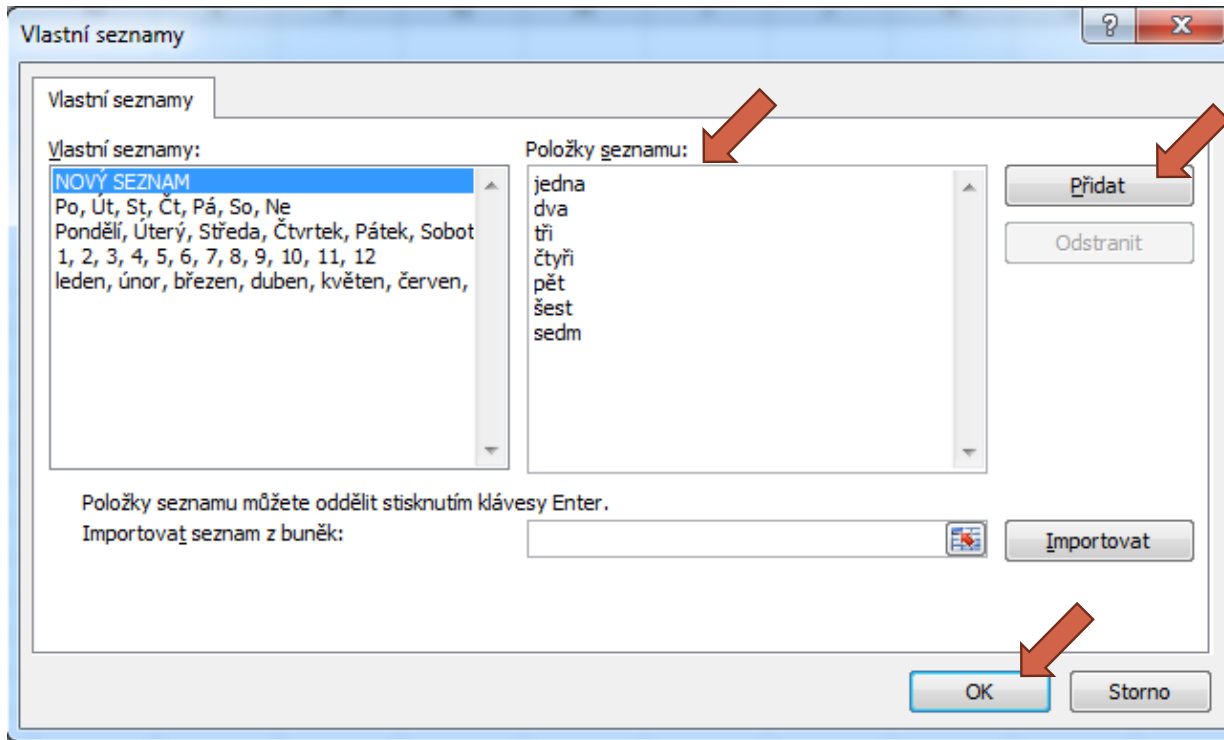 Vlastní seznamy
Vlastní seznamy
Vlastní seznamy:
NOVÝ SEZNAM
Po, Út, St, Čt, Pá, So, Ne
Pondělí, Úterý, Středa, Čtvrtek, Pátek, Sobot
1, 2, 3, 4, 5, 6, 7, 8, 9, 10, 11, 12
leden, únor, březen, duben, květen, červen,
Položky seznamu:
jedna
dva
tři
čtyři
pět
šest
sedm
Přidat
Odstranit
Položky seznamu můžete oddělit stisknutím klávesy Enter.
Importovat seznam z buněk:
Importovat
OK
Storno